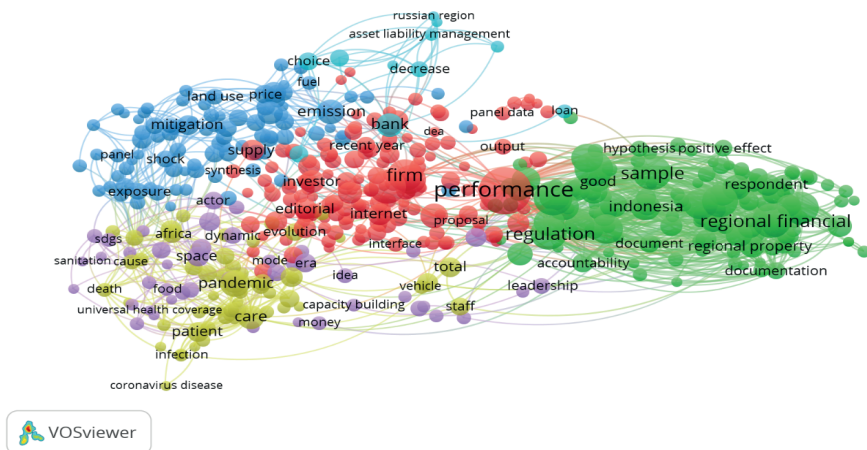 russian region
asset liability management
choice
decrease
fuel
land use
price
emission
panel data
loan
mitigation
bank
dea
supply
recent year
output
hypothesis positive effect
panel
shock
synthesis
firm
good
sample
exposure
investor
performance
respondent
actor
editorial
internet
proposal
indonesia
regional financial
sdgs
africa
dynamic
evolution
regulation
document
regional property
sanitation
cause
space
mode
era
interface
accountability
documentation
death
food
pandemic
idea
total
vehicle
leadership
universal health coverage
care
capacity building
staff
patient
money
infection
coronavirus disease
VOSviewer